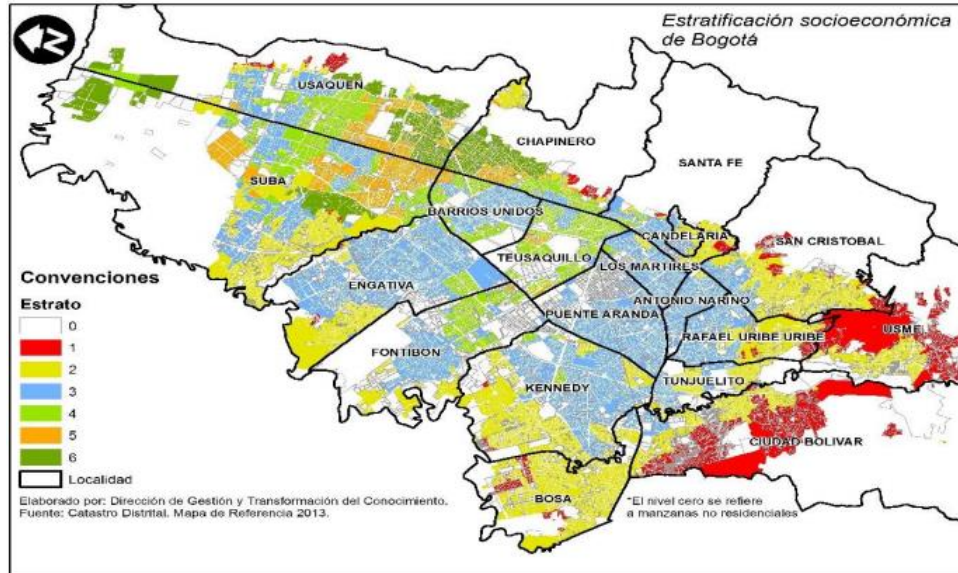 Estratificación socioeconómica
de Bogotá
N
USAQUEN
CHAPINERO
SANTA FE
SUBA
BARRIOS UNIDOS
CANDELARIA
SAN CRISTOBAL
TEUSAQUILLO
LOS MARTIRES
ENGATIVA
ANTONIO NARIÑO
PUENTE ARANDA
USME
RAFAEL URIBE URIBE
FONTIBON
TUNJUELITO
KENNEDY
CIUDAD BOLIVAR
BOSA
Convenciones
Estrato
0
1
2
3
4
5
6
Localidad
Elaborado por: Dirección de Gestión y Transformación del Conocimiento.
Fuente: Catastro Distrital. Mapa de Referencia 2013.
*El nivel cero se refiere
a manzanas no residenciales